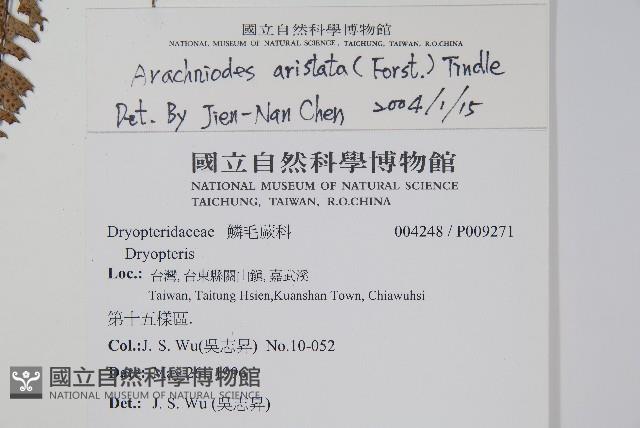 國立自然科學博物館
NATIONAL MUSEUM OF NATURAL SCIENCE, TAICHUNG, TAIWAN, R.O.CHINA
Arachniodes aristata (Forst.) Tindle
Det. By Jien-Nan Chen 2004/1/15
國立自然科學博物館
NATIONAL MUSEUM OF NATURAL SCIENCE
TAICHUNG, TAIWAN, R.O.CHINA
Dryopteridaceae 鱗毛蕨科 004248 / P009271
Dryopteris
Loc.: 台灣, 台東縣關山鎮, 嘉武溪
Taiwan, Taitung Hsien,Kuanshan Town, Chiawuhsi
第十五樣區.
Col.:J. S. Wu(吳志昇) No.10-052
Date: 1996
國立自然科學博物館
NATIONAL MUSEUM OF NATURAL SCIENCE
Det.: J. S. Wu (吳志昇)